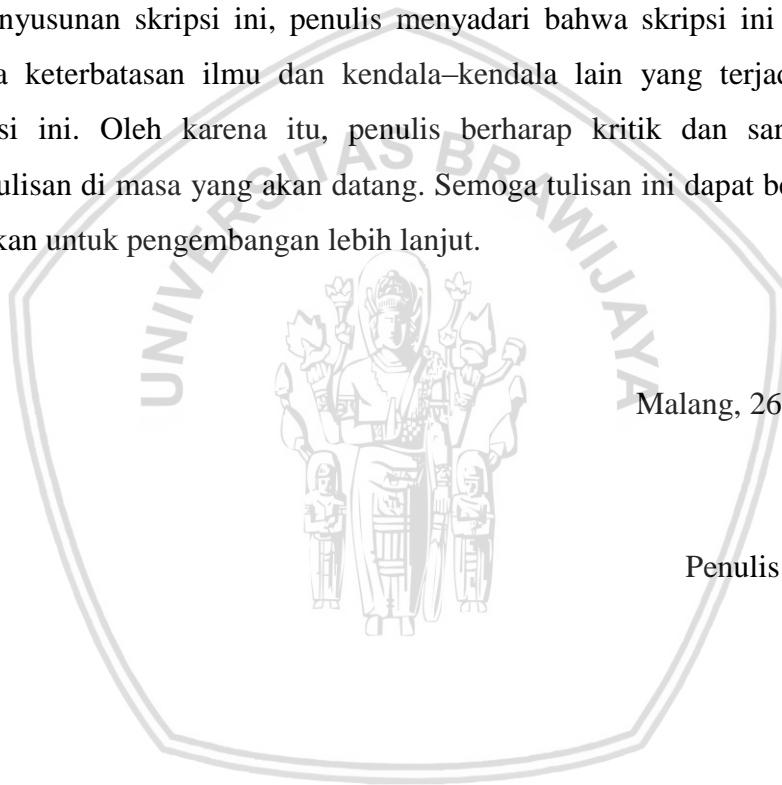 nyusunan skripsi ini, penulis menyadari bahwa skripsi ini
a keterbatasan ilmu dan kendala–kendala lain yang terjad
si ini. Oleh karena itu, penulis berharap kritik dan sar
ulisan di masa yang akan datang. Semoga tulisan ini dapat be
kan untuk pengembangan lebih lanjut.
UNIVERSITAS BRAWIJAYA
Malang, 26
Penulis